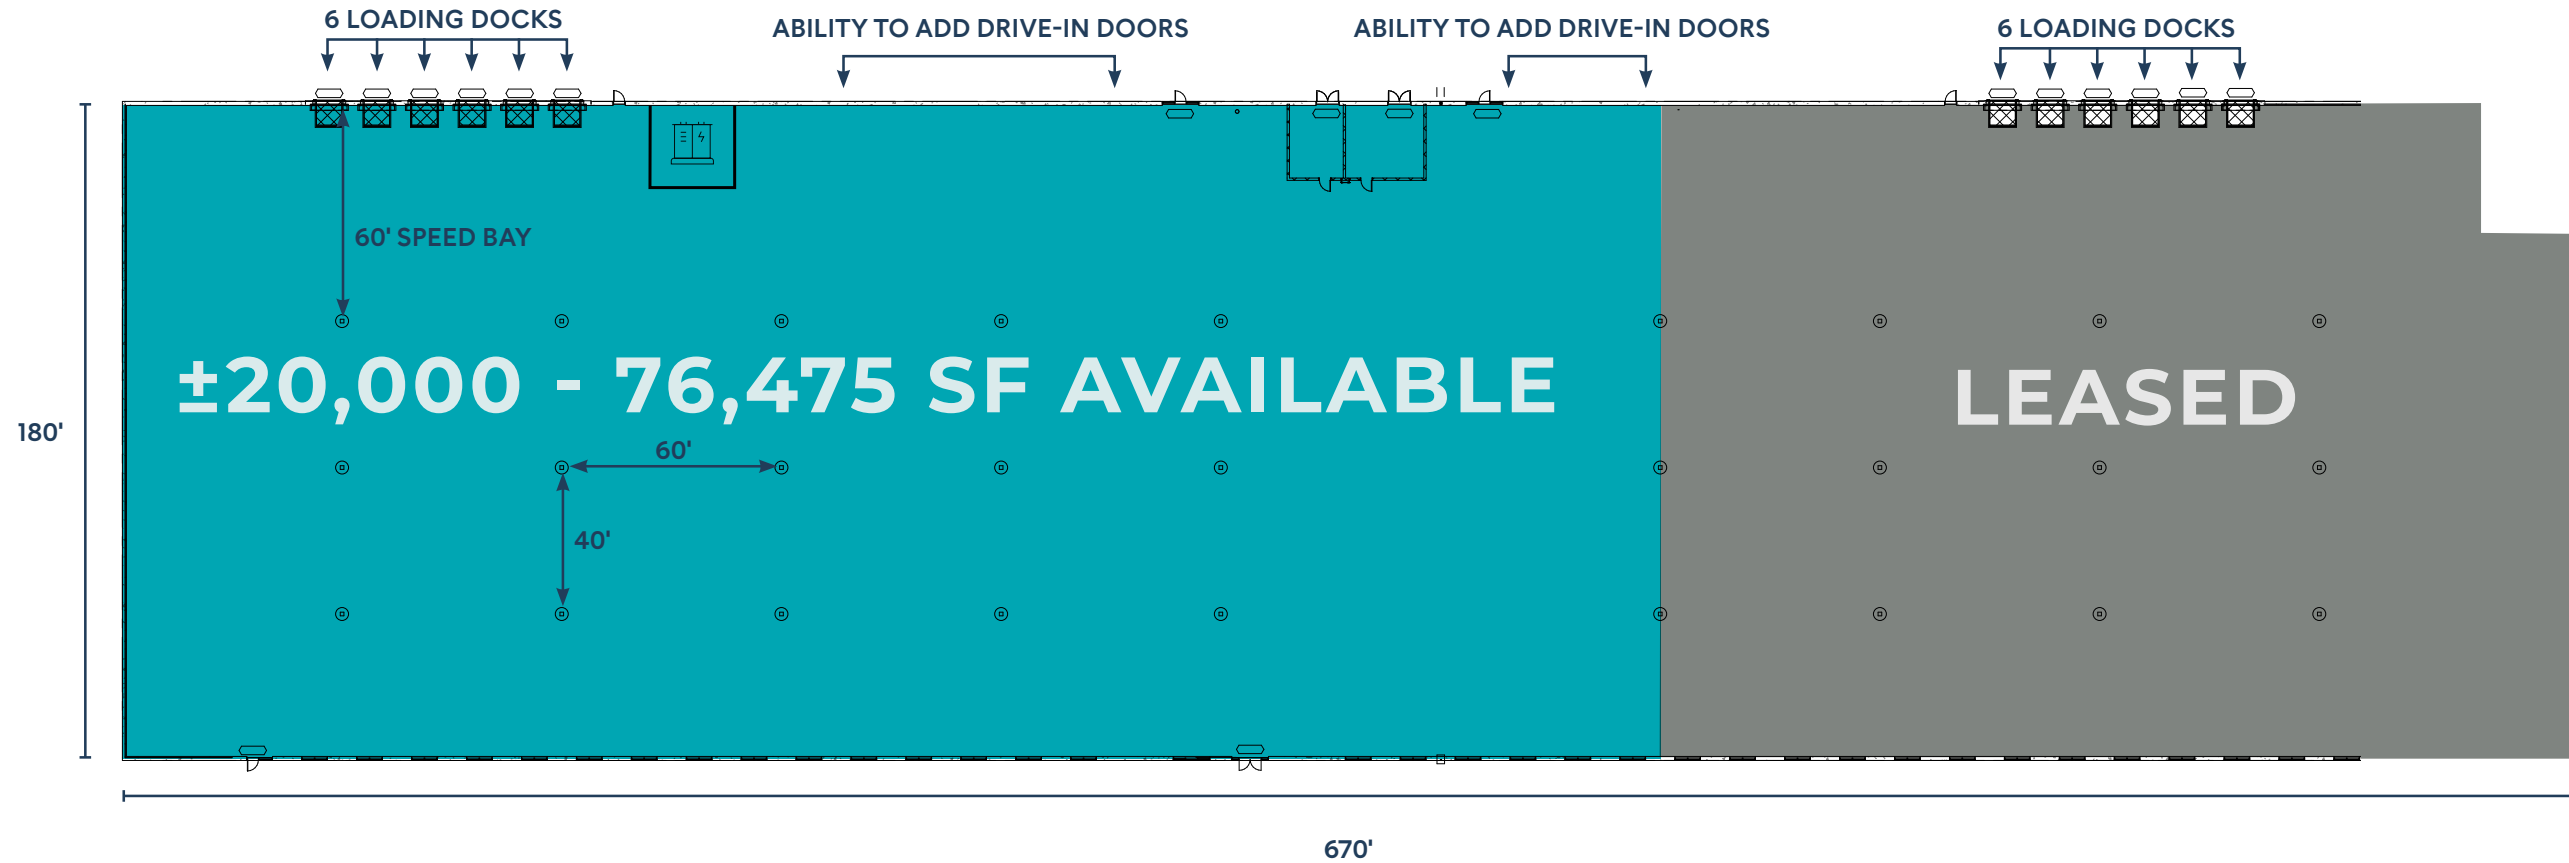 6 LOADING DOCKS
ABILITY TO ADD DRIVE-IN DOORS
ABILITY TO ADD DRIVE-IN DOORS
6 LOADING DOCKS
60' SPEED BAY
±20,000 - 76,475 SF AVAILABLE
LEASED
180'
60'
40'
670'